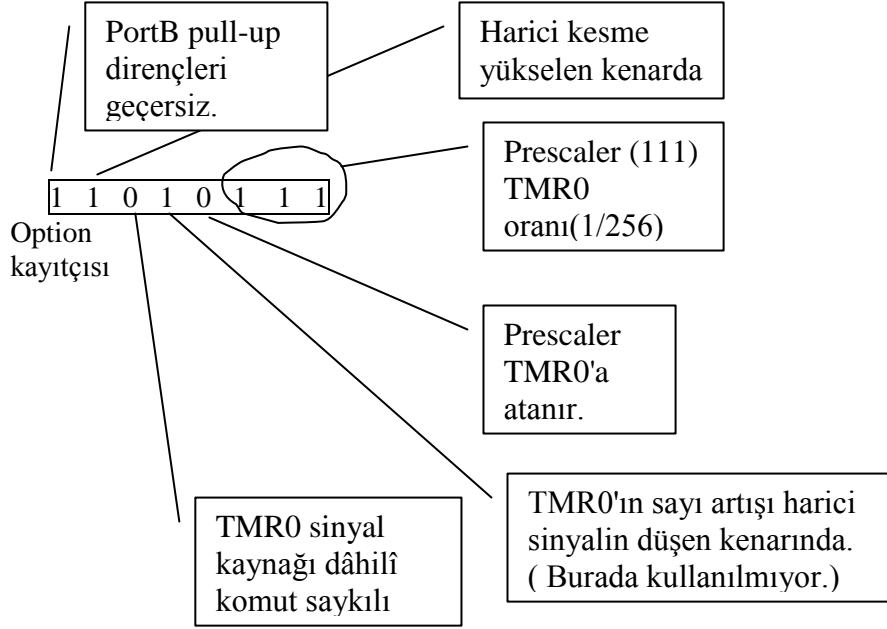 PortB pull-up
dirençleri
geçersiz.
Harici kesme
yükselen kenarda
Prescaler (111)
TMR0
oranı(1/256)
1 1 0 1 0 1 1 1
Option
kayıtçısı
Prescaler
TMR0'a
atanır.
TMR0 sinyal
kaynağı dâhilî
komut saykılı
TMR0'ın sayı artışı harici
sinyalin düşen kenarında.
( Burada kullanılmıyor.)